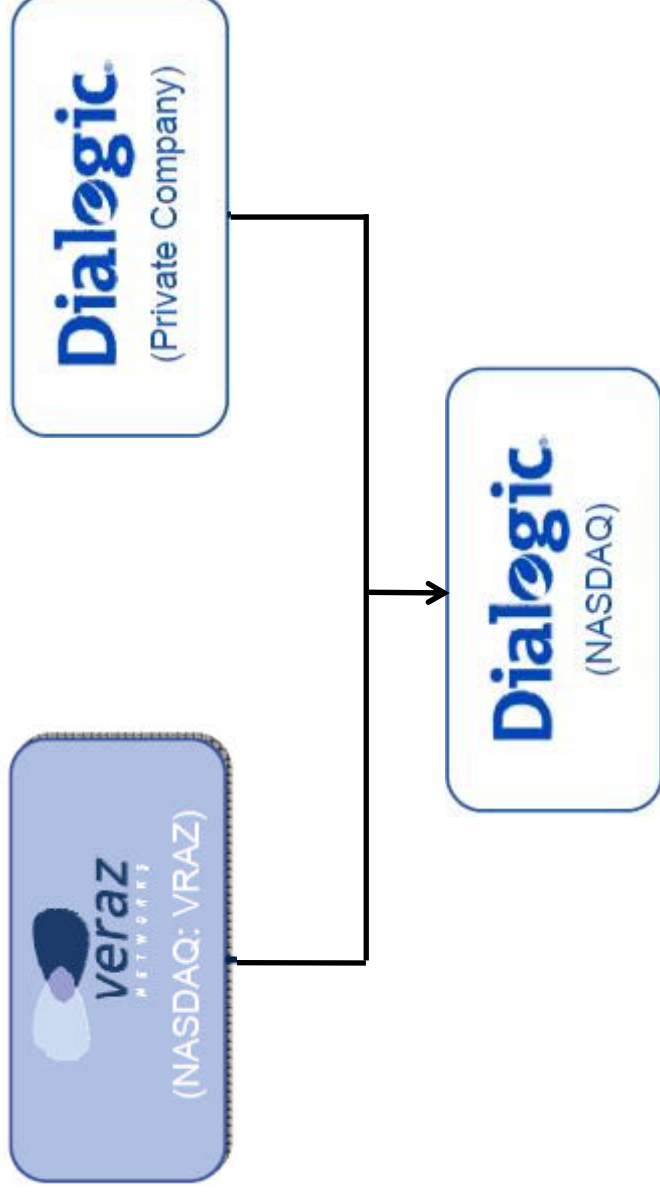 veraz
NETWORKS
(NASDAQ: VRAZ)
Dialogic
(Private Company)
Dialogic
(NASDAQ)